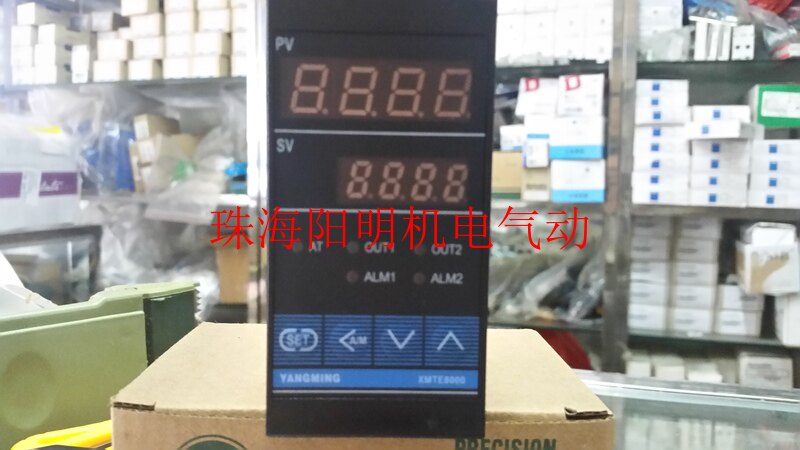 PV
8.8.8.8.
SV
8.8.8.8
珠海阳明机电气动
AT OUT1 OUT2
ALM1 ALM2
SET A/M
YANGMING XMTE8000
PRECISION